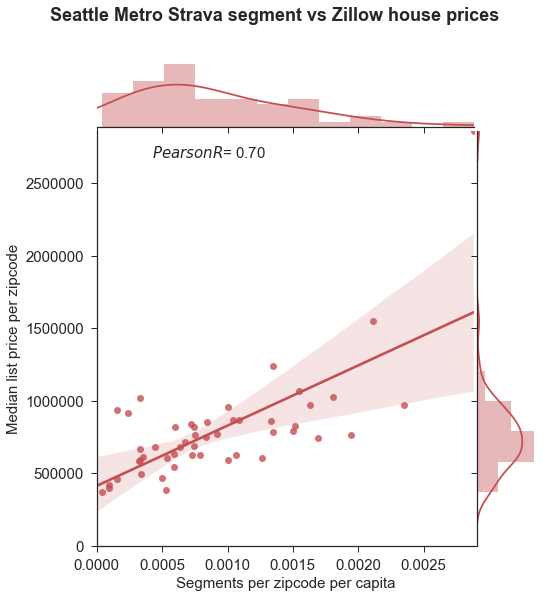 Seattle Metro Strava segment vs Zillow house prices
PearsonR= 0.70
2500000
2000000
1500000
1000000
500000
0
Median list price per zipcode
0.0000 0.0005 0.0010 0.0015 0.0020 0.0025
Segments per zipcode per capita